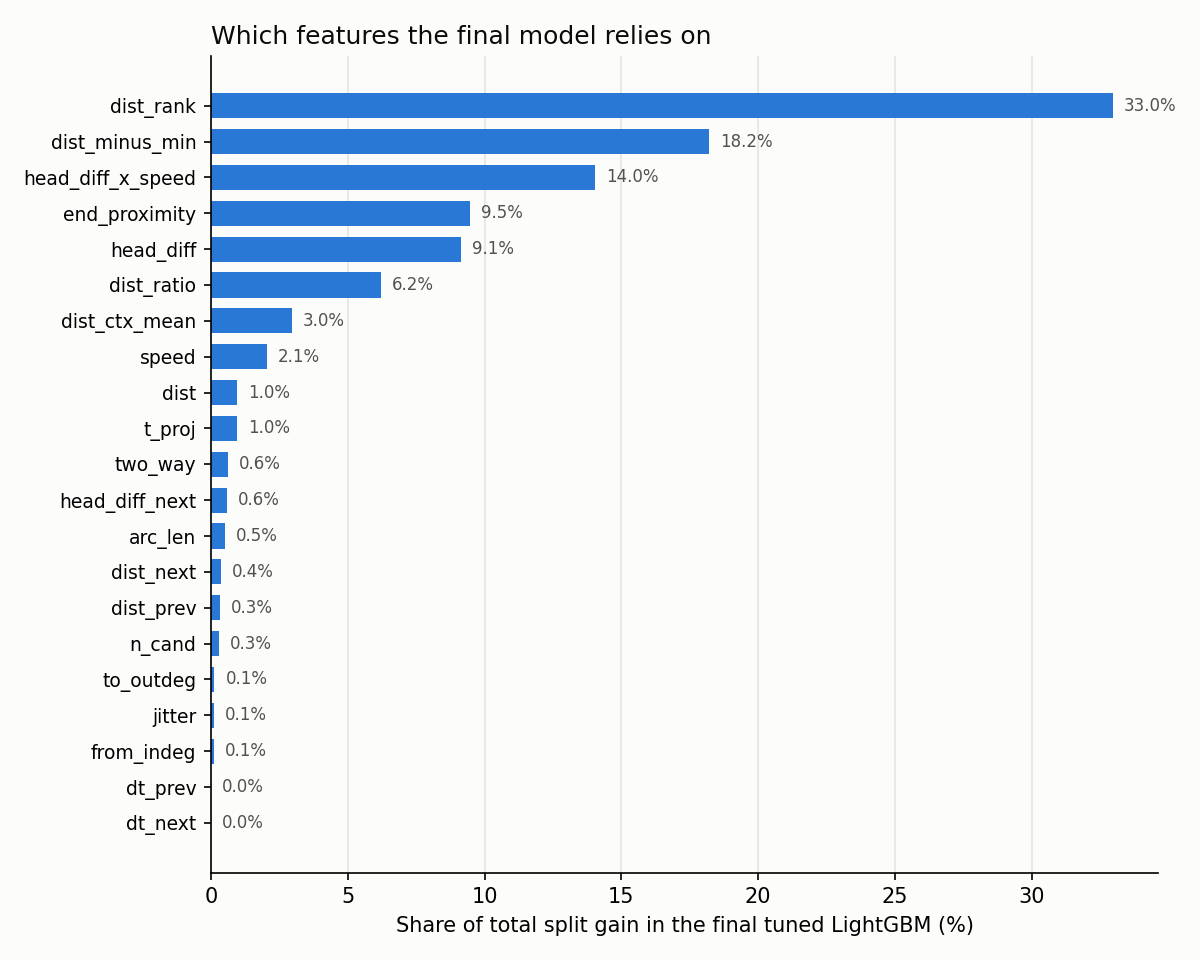 Which features the final model relies on
dist_rank 33.0%
dist_minus_min 18.2%
head_diff_x_speed 14.0%
end_proximity 9.5%
head_diff 9.1%
dist_ratio 6.2%
dist_ctx_mean 3.0%
speed 2.1%
dist 1.0%
t_proj 1.0%
two_way 0.6%
head_diff_next 0.6%
arc_len 0.5%
dist_next 0.4%
dist_prev 0.3%
n_cand 0.3%
to_outdeg 0.1%
jitter 0.1%
from_indeg 0.1%
dt_prev 0.0%
dt_next 0.0%
0 5 10 15 20 25 30
Share of total split gain in the final tuned LightGBM (%)